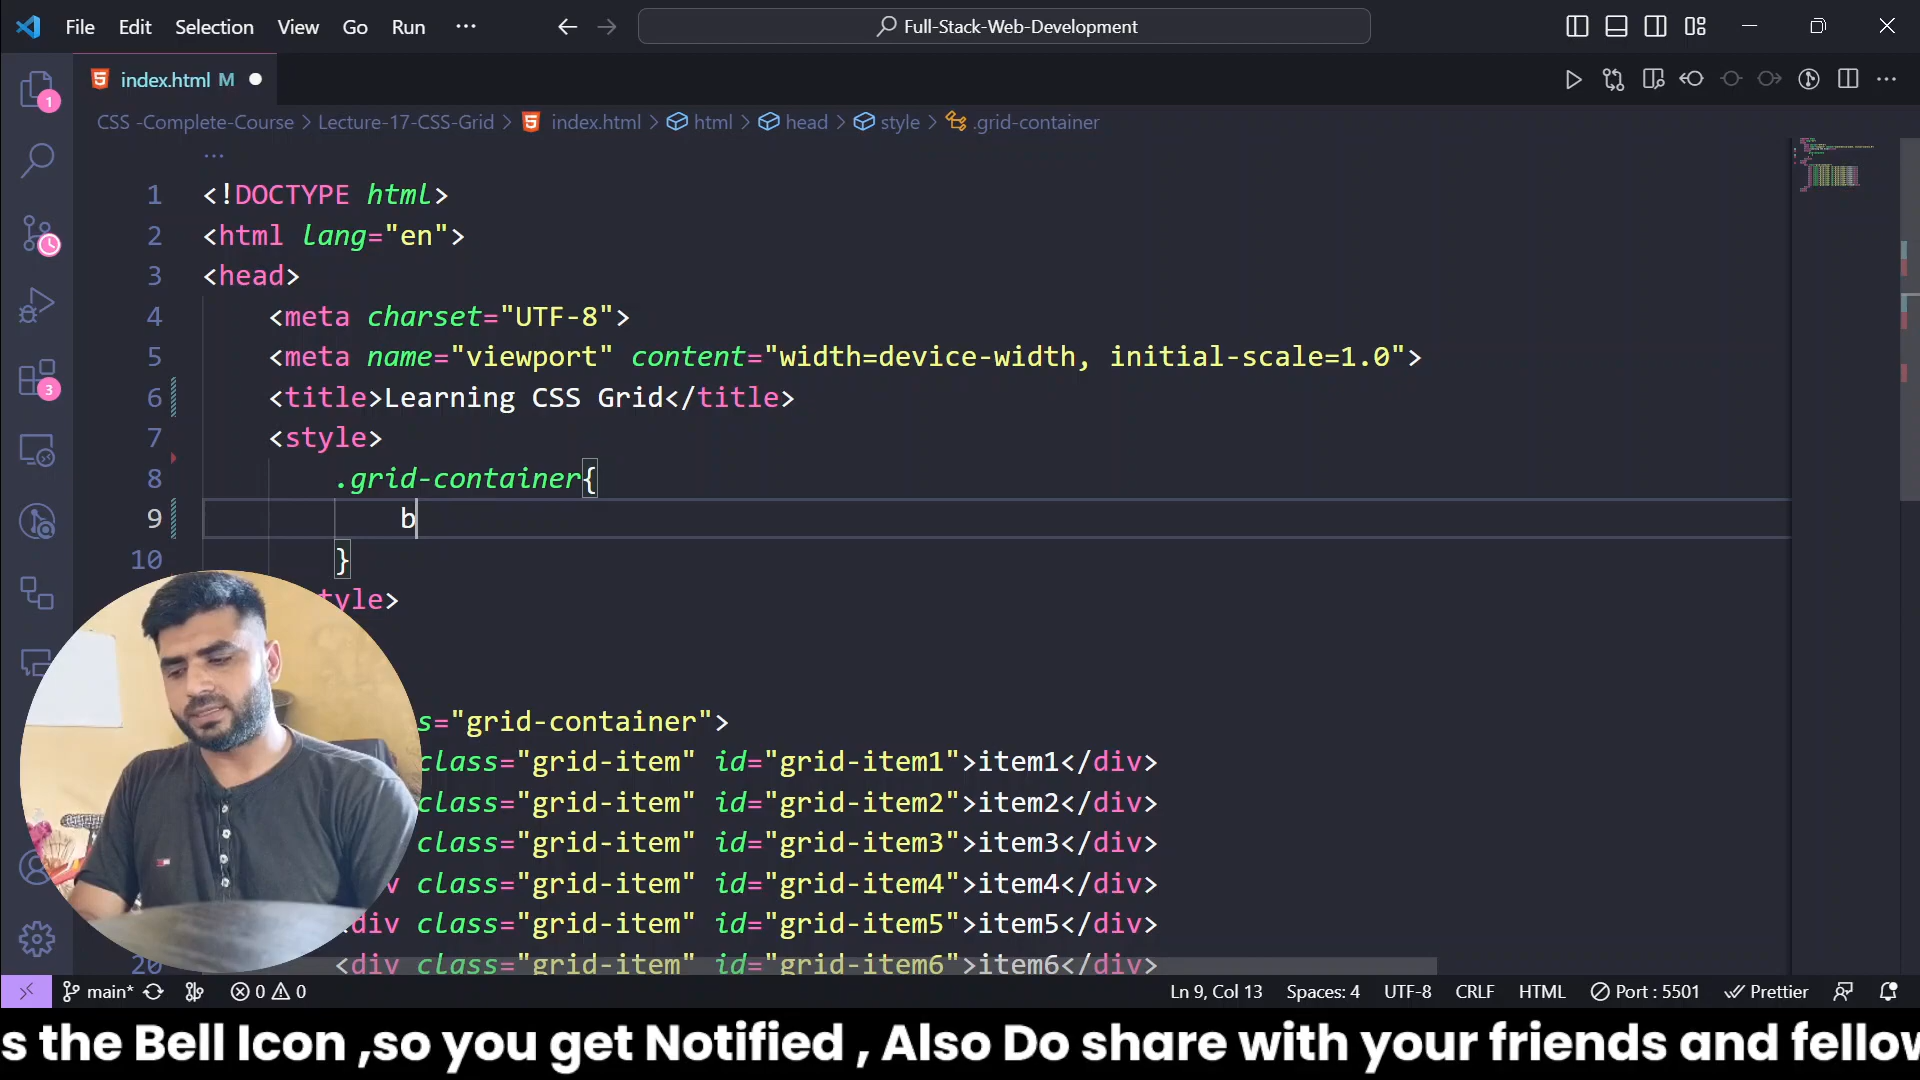 File Edit Selection View Go Run ···
Full-Stack-Web-Development
index.html M
CSS -Complete-Course > Lecture-17-CSS-Grid > index.html > html > head > style > .grid-container
1 <!DOCTYPE html>
2 <html lang="en">
3 <head>
4 <meta charset="UTF-8">
5 <meta name="viewport" content="width=device-width, initial-scale=1.0">
6 <title>Learning CSS Grid</title>
7 <style>
8 .grid-container{
9 b
10 }
tyle>
s="grid-container">
class="grid-item" id="grid-item1">item1</div>
class="grid-item" id="grid-item2">item2</div>
class="grid-item" id="grid-item3">item3</div>
v class="grid-item" id="grid-item4">item4</div>
div class="grid-item" id="grid-item5">item5</div>
20 <div class="grid-item" id="grid-item6">item6</div>
1
3
main* 0 0 Ln 9, Col 13 Spaces: 4 UTF-8 CRLF HTML Port : 5501 Prettier
s the Bell Icon ,so you get Notified , Also Do share with your friends and fellow